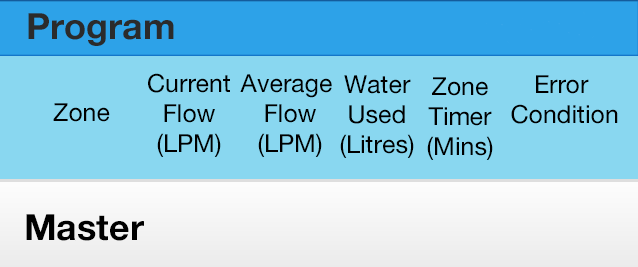 Program
Zone
Current Flow (LPM)
Average Flow (LPM)
Water Used (Litres)
Zone Timer (Mins)
Error Condition
Master